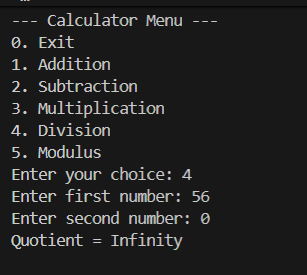 --- Calculator Menu ---
0. Exit
1. Addition
2. Subtraction
3. Multiplication
4. Division
5. Modulus
Enter your choice: 4
Enter first number: 56
Enter second number: 0
Quotient = Infinity